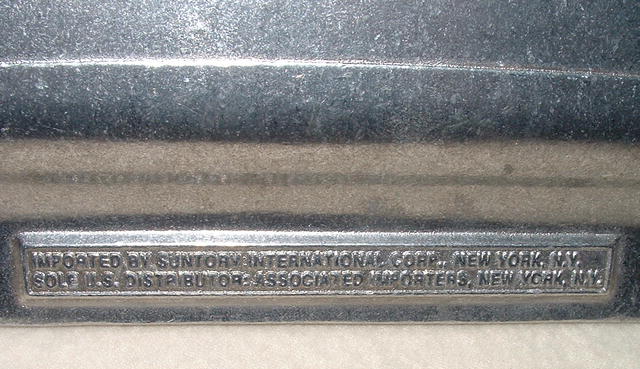 IMPORTED BY SUNTORY INTERNATIONAL CORP., NEW YORK, N.Y.
SOLE U.S. DISTRIBUTOR: ASSOCIATED IMPORTERS, NEW YORK, N.Y.